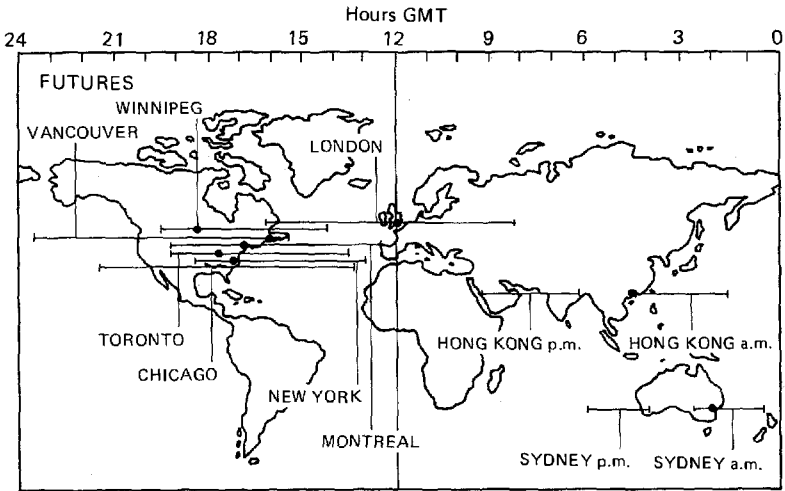 Hours GMT
24 21 18 15 12 9 6 3 0
FUTURES
WINNIPEG
VANCOUVER
LONDON
TORONTO
HONG KONG p.m. HONG KONG a.m.
CHICAGO
NEW YORK
MONTREAL
SYDNEY p.m. SYDNEY a.m.